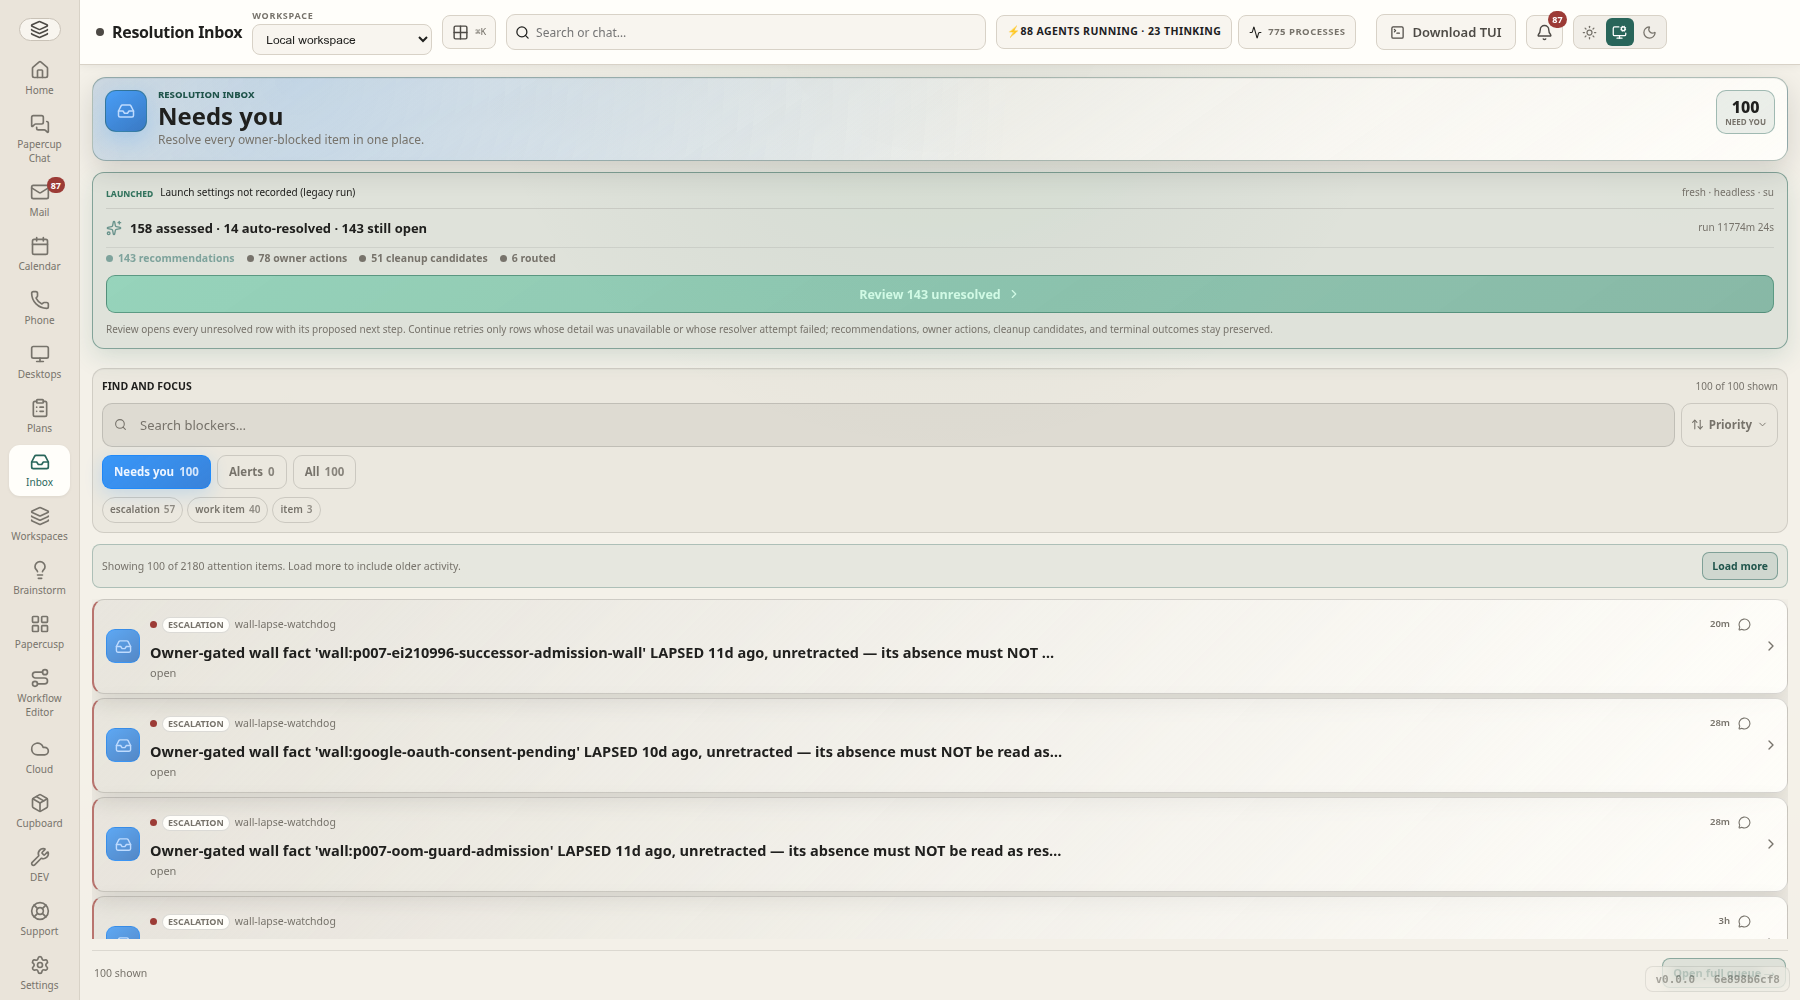 Resolution Inbox
WORKSPACE
Local workspace
⌘K
Search or chat...
⚡88 AGENTS RUNNING · 23 THINKING
775 PROCESSES
Download TUI
87
Home
Papercup
Chat
87
Mail
Calendar
Phone
Desktops
Plans
Inbox
Workspaces
Brainstorm
Papercusp
Workflow
Editor
Cloud
Cupboard
DEV
Support
Settings
RESOLUTION INBOX
Needs you
Resolve every owner-blocked item in one place.
100
NEED YOU
LAUNCHED Launch settings not recorded (legacy run)
fresh · headless · su
158 assessed · 14 auto-resolved · 143 still open
run 11774m 24s
143 recommendations 78 owner actions 51 cleanup candidates 6 routed
Review 143 unresolved
Review opens every unresolved row with its proposed next step. Continue retries only rows whose detail was unavailable or whose resolver attempt failed; recommendations, owner actions, cleanup candidates, and terminal outcomes stay preserved.
FIND AND FOCUS
100 of 100 shown
Search blockers...
Priority
Needs you 100
Alerts 0
All 100
escalation 57
work item 40
item 3
Showing 100 of 2180 attention items. Load more to include older activity.
Load more
ESCALATION wall-lapse-watchdog
20m
Owner-gated wall fact 'wall:p007-ei210996-successor-admission-wall' LAPSED 11d ago, unretracted — its absence must NOT ...
open
ESCALATION wall-lapse-watchdog
28m
Owner-gated wall fact 'wall:google-oauth-consent-pending' LAPSED 10d ago, unretracted — its absence must NOT be read as...
open
ESCALATION wall-lapse-watchdog
28m
Owner-gated wall fact 'wall:p007-oom-guard-admission' LAPSED 11d ago, unretracted — its absence must NOT be read as res...
open
ESCALATION wall-lapse-watchdog
3h
100 shown
Open full queue
v0.0.0 · 6e898b6cf8